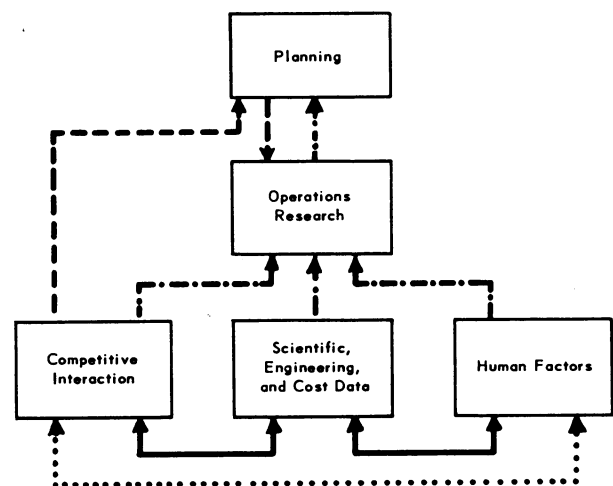 Planning
Operations
Research
Competitive
Interaction
Scientific,
Engineering,
and Cost Data
Human Factors